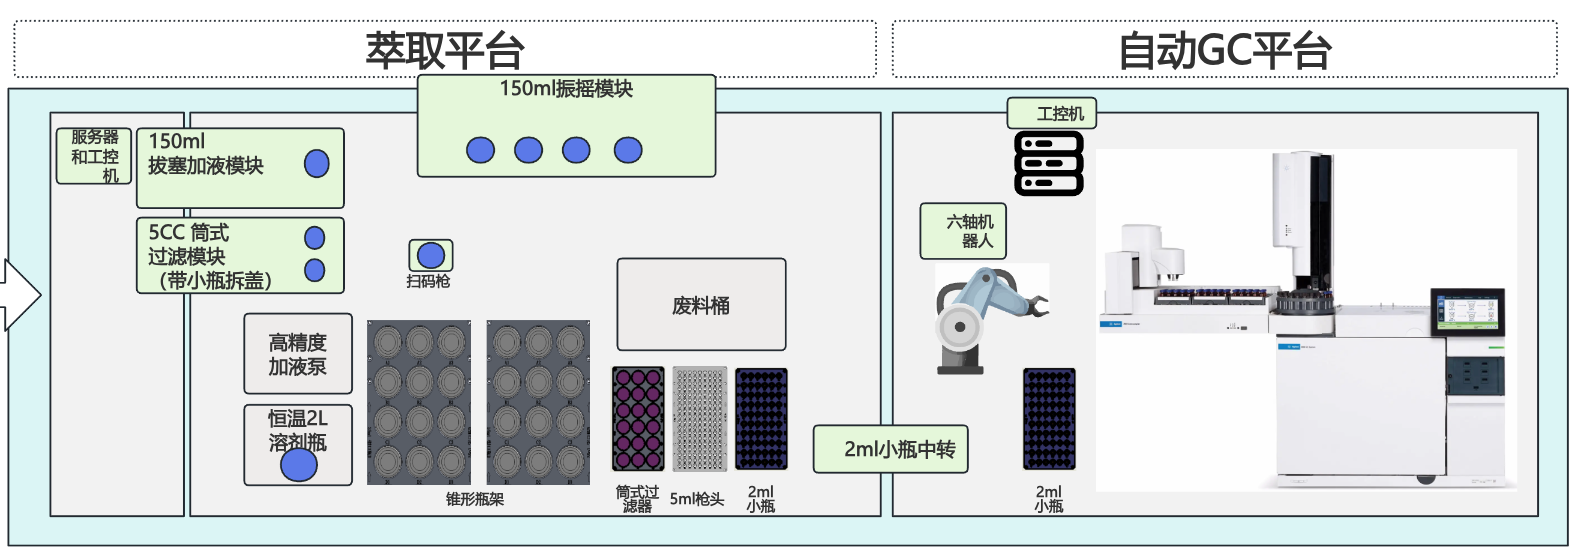 萃取平台
自动GC平台
150ml振摇模块
服务器
和工控
机
150ml
拔塞加液模块
5CC 筒式
过滤模块
（带小瓶拆盖）
扫码枪
高精度
加液泵
恒温2L
溶剂瓶
锥形瓶架
废料桶
筒式过
滤器
5ml枪头
2ml
小瓶
2ml小瓶中转
工控机
六轴机
器人
2ml
小瓶